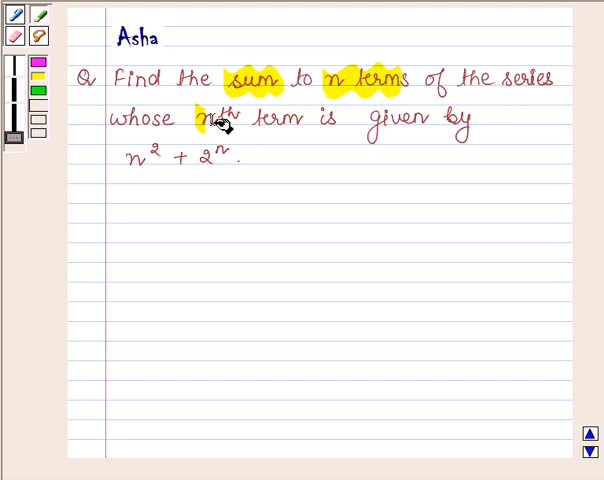 Asha
Q Find the sum to n terms of the series
whose nth term is given by
n² + 2ⁿ.